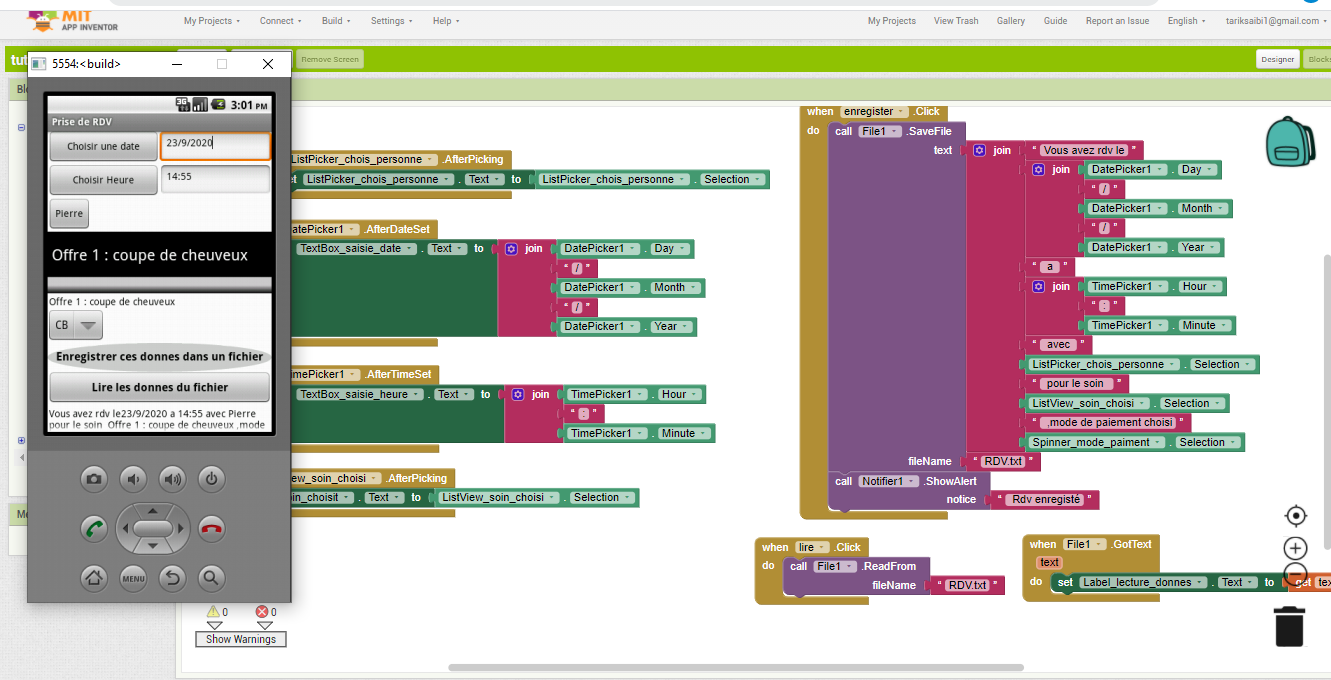 MIT
APP INVENTOR
My Projects
Connect
Build
Settings
Help
My Projects
View Trash
Gallery
Guide
Report an Issue
English
tariksaibi1@gmail.com
tut
Remove Screen
Designer
Blocks
5554:<build>
Bl
3G
3:01 PM
Prise de RDV
Choisir une date
23/9/2020
Choisir Heure
14:55
Pierre
Offre 1 : coupe de cheuveux
Offre 1 : coupe de cheuveux
CB
Enregistrer ces donnes dans un fichier
Lire les donnes du fichier
Vous avez rdv le23/9/2020 a 14:55 avec Pierre
pour le soin Offre 1 : coupe de cheuveux ,mode
MENU
Me
ListPicker_chois_personne .AfterPicking
et ListPicker_chois_personne . Text to ListPicker_chois_personne . Selection
atePicker1 .AfterDateSet
TextBox_saisie_date . Text to join DatePicker1 . Day
“ / ”
DatePicker1 . Month
“ / ”
DatePicker1 . Year
imePicker1 .AfterTimeSet
TextBox_saisie_heure . Text to join TimePicker1 . Hour
“ : ”
TimePicker1 . Minute
ew_soin_choisi .AfterPicking
in_choisit . Text to ListView_soin_choisi . Selection
when enregister .Click
do call File1 .SaveFile
text join “ Vous avez rdv le ”
join DatePicker1 . Day
“ / ”
DatePicker1 . Month
“ / ”
DatePicker1 . Year
“ a ”
join TimePicker1 . Hour
“ : ”
TimePicker1 . Minute
“ avec ”
ListPicker_chois_personne . Selection
“ pour le soin ”
ListView_soin_choisi . Selection
“ ,mode de paiement choisi ”
Spinner_mode_paiment . Selection
fileName “ RDV.txt ”
call Notifier1 .ShowAlert
notice “ Rdv enregisté ”
when lire .Click
do call File1 .ReadFrom
fileName “ RDV.txt ”
when File1 .GotText
text
do set Label_lecture_donnes . Text to get tex
0
0
Show Warnings